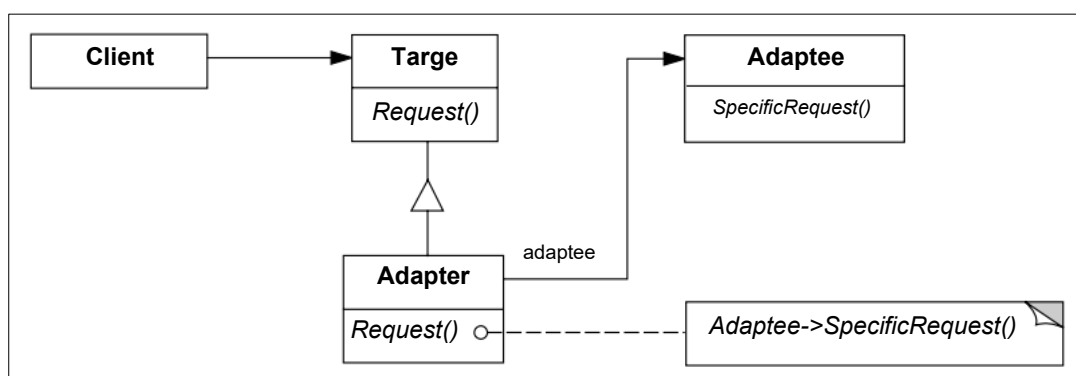 Client
Targe
Adaptee
Request()
SpecificRequest()
adaptee
Adapter
Request()
Adaptee->SpecificRequest()